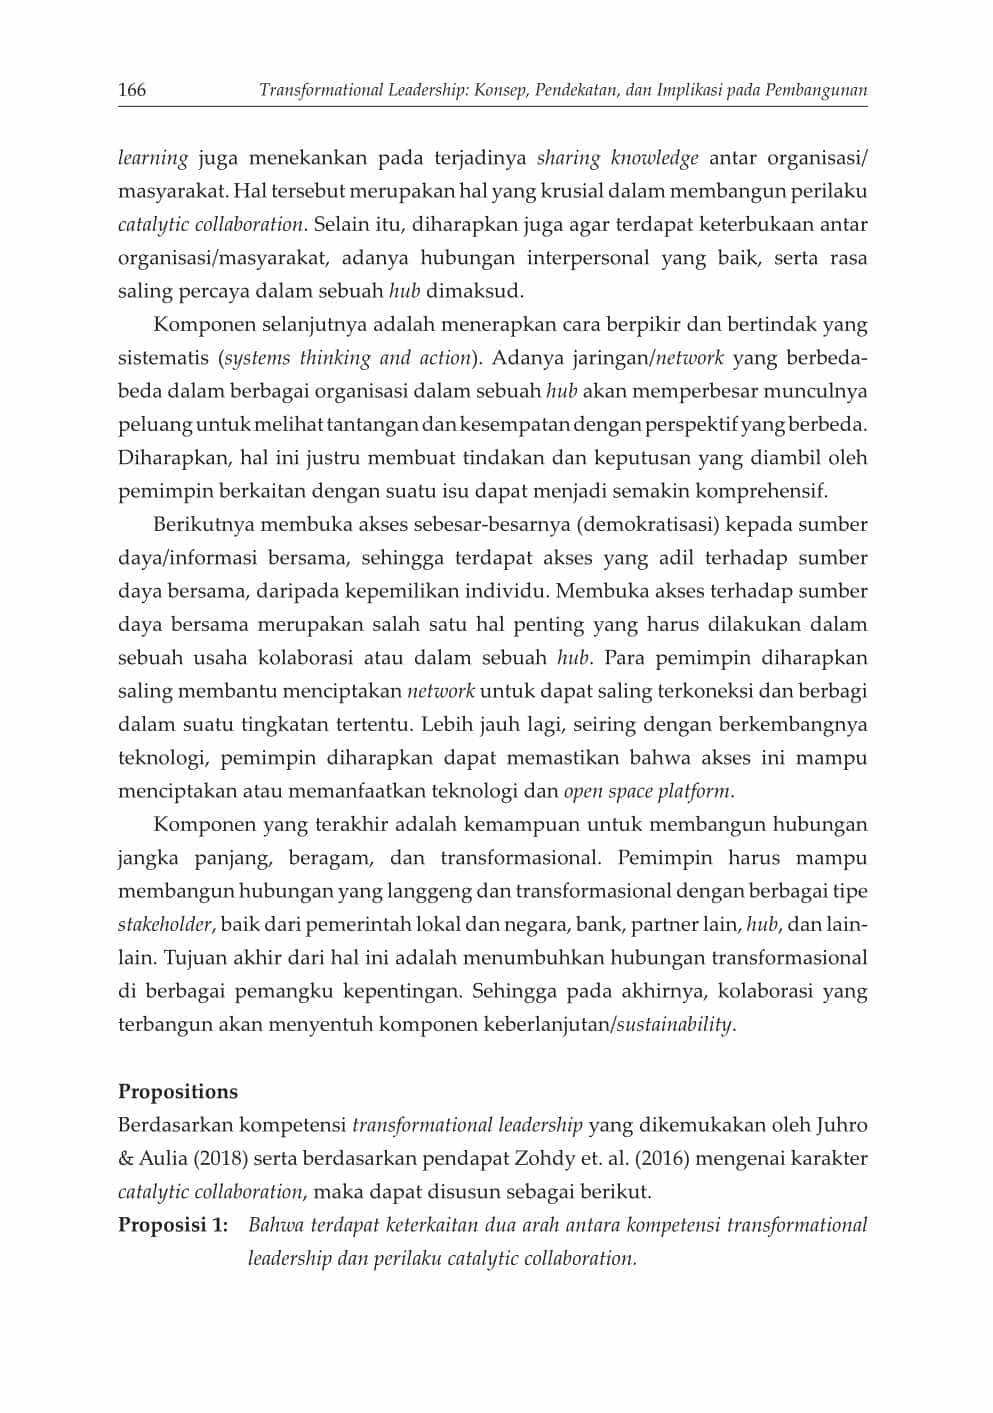 166 Transformational Leadership: Konsep, Pendekatan, dan Implikasi pada Pembangunan
learning juga menekankan pada terjadinya sharing knowledge antar organisasi/
masyarakat. Hal tersebut merupakan hal yang krusial dalam membangun perilaku
catalytic collaboration. Selain itu, diharapkan juga agar terdapat keterbukaan antar
organisasi/masyarakat, adanya hubungan interpersonal yang baik, serta rasa
saling percaya dalam sebuah hub dimaksud.
Komponen selanjutnya adalah menerapkan cara berpikir dan bertindak yang
sistematis (systems thinking and action). Adanya jaringan/network yang berbeda-
beda dalam berbagai organisasi dalam sebuah hub akan memperbesar munculnya
peluang untuk melihat tantangan dan kesempatan dengan perspektif yang berbeda.
Diharapkan, hal ini justru membuat tindakan dan keputusan yang diambil oleh
pemimpin berkaitan dengan suatu isu dapat menjadi semakin komprehensif.
Berikutnya membuka akses sebesar-besarnya (demokratisasi) kepada sumber
daya/informasi bersama, sehingga terdapat akses yang adil terhadap sumber
daya bersama, daripada kepemilikan individu. Membuka akses terhadap sumber
daya bersama merupakan salah satu hal penting yang harus dilakukan dalam
sebuah usaha kolaborasi atau dalam sebuah hub. Para pemimpin diharapkan
saling membantu menciptakan network untuk dapat saling terkoneksi dan berbagi
dalam suatu tingkatan tertentu. Lebih jauh lagi, seiring dengan berkembangnya
teknologi, pemimpin diharapkan dapat memastikan bahwa akses ini mampu
menciptakan atau memanfaatkan teknologi dan open space platform.
Komponen yang terakhir adalah kemampuan untuk membangun hubungan
jangka panjang, beragam, dan transformasional. Pemimpin harus mampu
membangun hubungan yang langgeng dan transformasional dengan berbagai tipe
stakeholder, baik dari pemerintah lokal dan negara, bank, partner lain, hub, dan lain-
lain. Tujuan akhir dari hal ini adalah menumbuhkan hubungan transformasional
di berbagai pemangku kepentingan. Sehingga pada akhirnya, kolaborasi yang
terbangun akan menyentuh komponen keberlanjutan/sustainability.
Propositions
Berdasarkan kompetensi transformational leadership yang dikemukakan oleh Juhro
& Aulia (2018) serta berdasarkan pendapat Zohdy et. al. (2016) mengenai karakter
catalytic collaboration, maka dapat disusun sebagai berikut.
Proposisi 1: Bahwa terdapat keterkaitan dua arah antara kompetensi transformational
leadership dan perilaku catalytic collaboration.